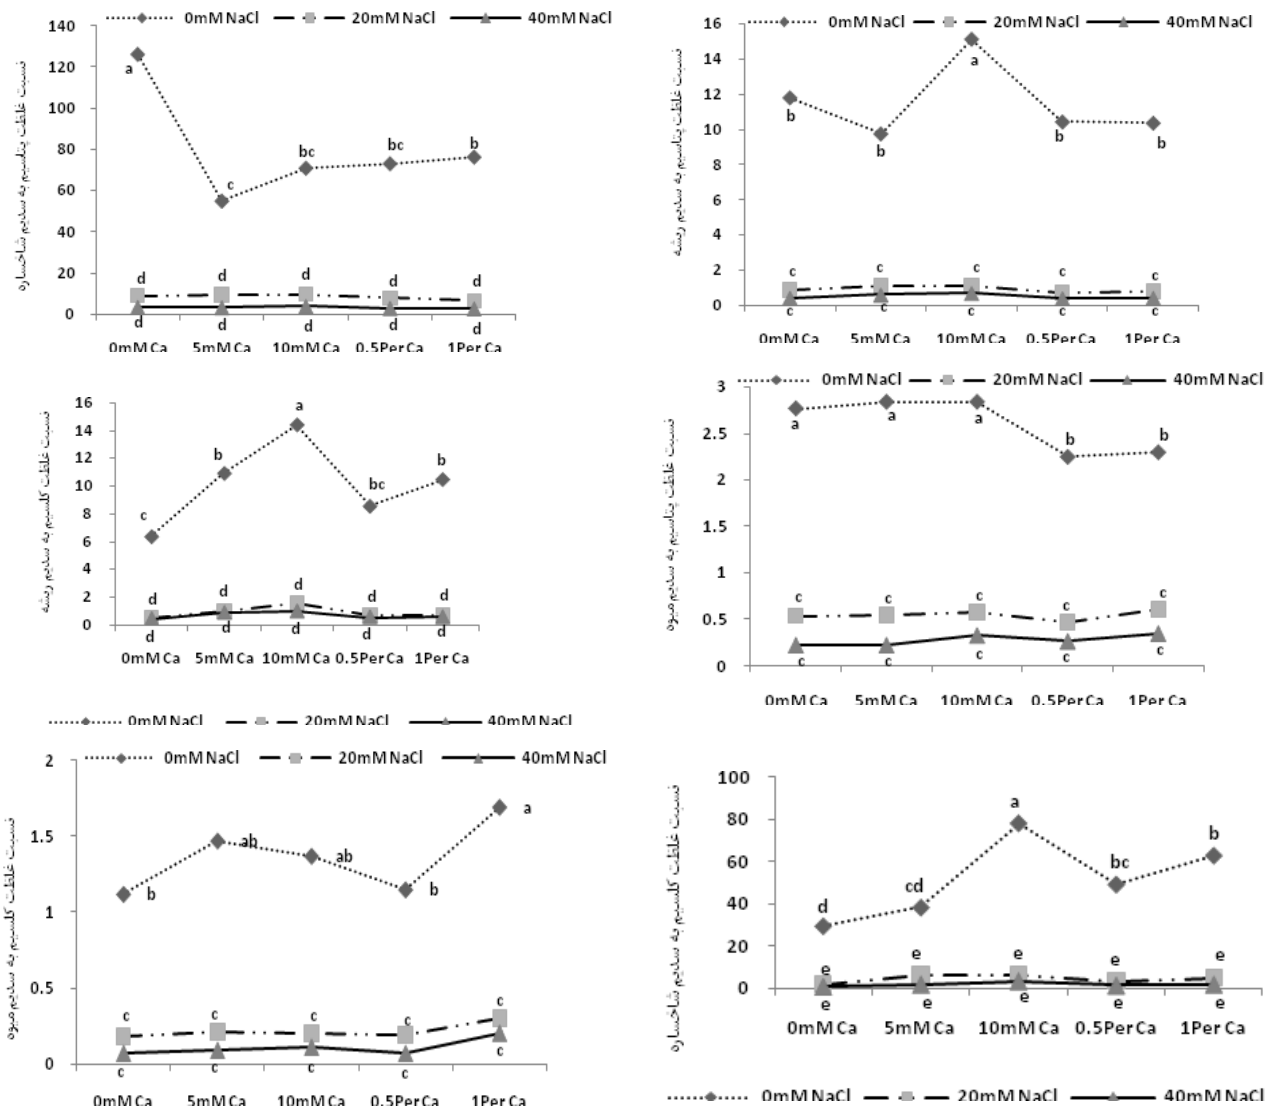 0mM NaCl 20mM NaCl 40mM NaCl
نسبت غلظت پتاسیم به سدیم شاخساره
140
120
100
80
60
40
20
0
a
c
bc
bc
b
d d d d d
d d d d d
0mM Ca 5mM Ca 10mM Ca 0.5Per Ca 1Per Ca
0mM NaCl 20mM NaCl 40mM NaCl
نسبت غلظت پتاسیم به سدیم ریشه
16
14
12
10
8
6
4
2
0
b
b
a
b
b
c c c c c
c c c c c
0mM Ca 5mM Ca 10mM Ca 0.5Per Ca 1Per Ca
نسبت غلظت کلسیم به سدیم ریشه
16
14
12
10
8
6
4
2
0
c
b
a
bc
b
d d d d d
d d d d d
0mM Ca 5mM Ca 10mM Ca 0.5Per Ca 1Per Ca
0mM NaCl 20mM NaCl 40mM NaCl
0mM NaCl 20mM NaCl 40mM NaCl
نسبت غلظت پتاسیم به سدیم میوه
3
2.5
2
1.5
1
0.5
0
a
a
a
b
b
c c c c c
c c c c c
0mM Ca 5mM Ca 10mM Ca 0.5Per Ca 1Per Ca
0mM NaCl 20mM NaCl 40mM NaCl
نسبت غلظت کلسیم به سدیم میوه
2
1.5
1
0.5
0
b
ab
ab
b
a
c c c c c
c c c c c
0mM Ca 5mM Ca 10mM Ca 0.5Per Ca 1Per Ca
نسبت غلظت کلسیم به سدیم شاخساره
100
80
60
40
20
0
d
cd
a
bc
b
e e e e e
e e e e e
0mM Ca 5mM Ca 10mM Ca 0.5Per Ca 1Per Ca
0mM NaCl 20mM NaCl 40mM NaCl